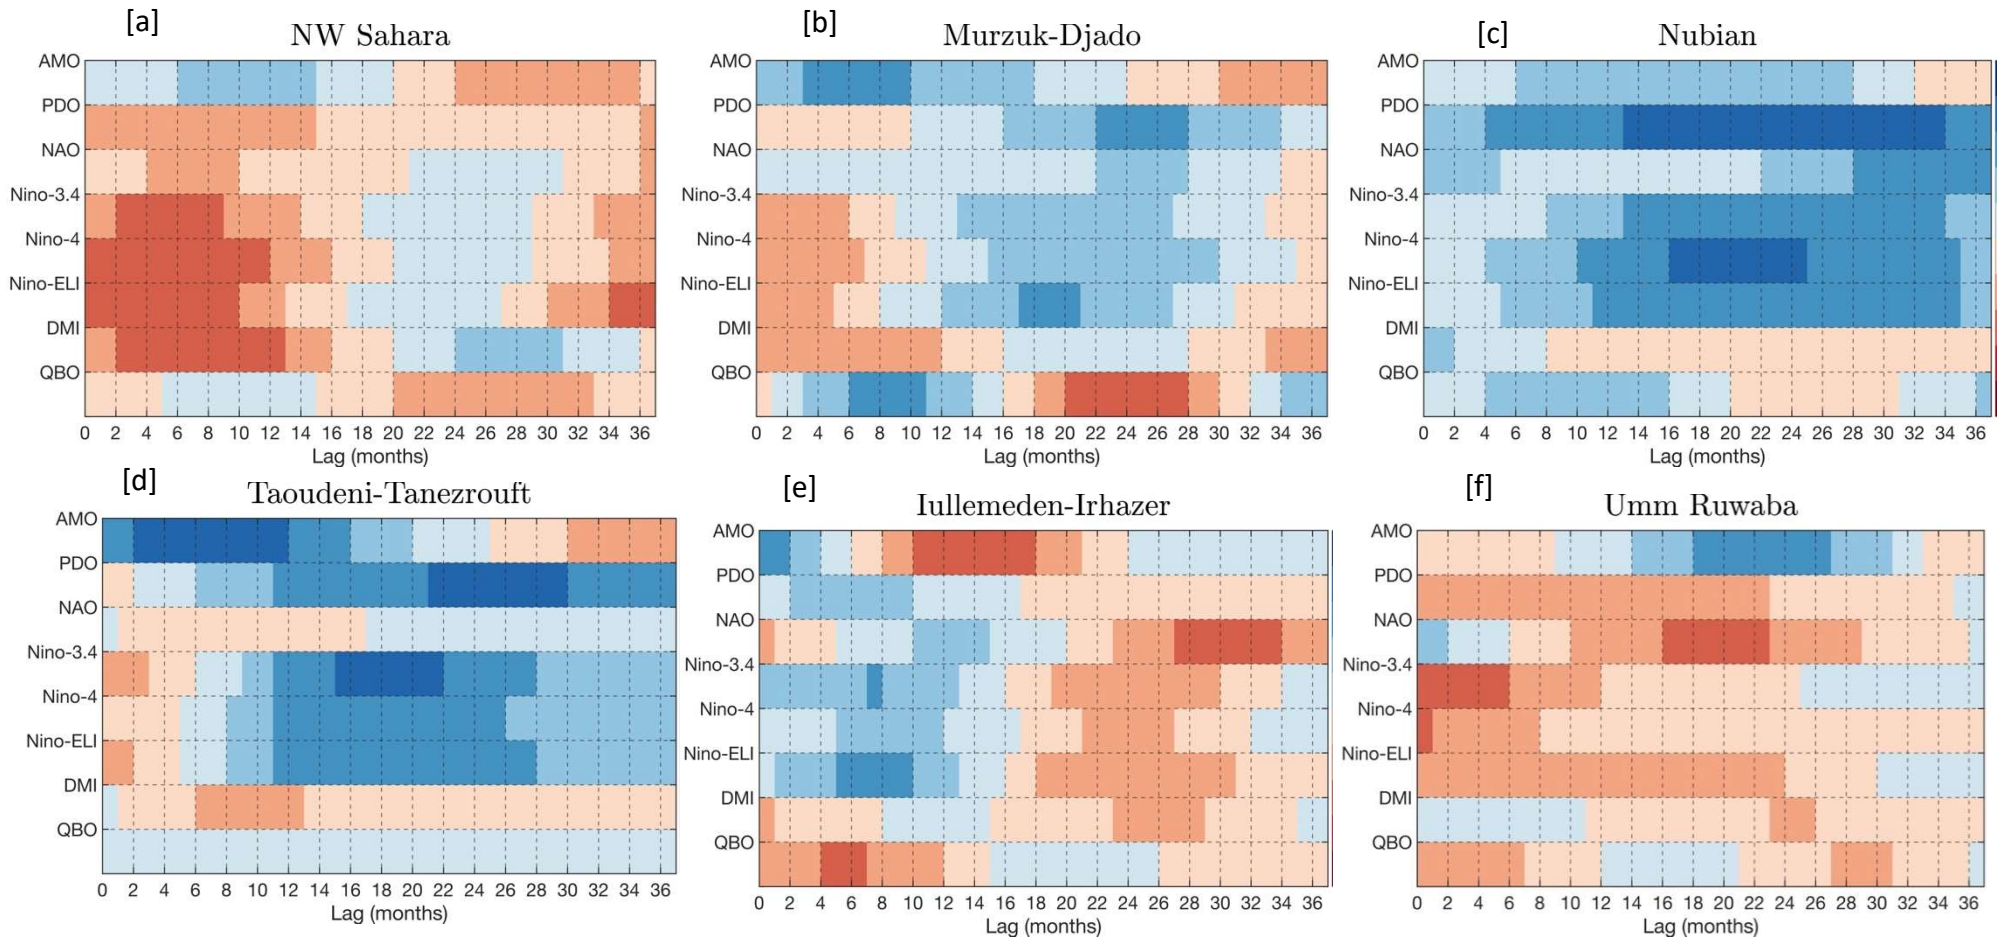 [a]
NW Sahara
AMO
PDO
NAO
Nino-3.4
Nino-4
Nino-ELI
DMI
QBO
0 2 4 6 8 10 12 14 16 18 20 22 24 26 28 30 32 34 36
Lag (months)
[b]
Murzuk-Djado
AMO
PDO
NAO
Nino-3.4
Nino-4
Nino-ELI
DMI
QBO
0 2 4 6 8 10 12 14 16 18 20 22 24 26 28 30 32 34 36
Lag (months)
[c]
Nubian
AMO
PDO
NAO
Nino-3.4
Nino-4
Nino-ELI
DMI
QBO
0 2 4 6 8 10 12 14 16 18 20 22 24 26 28 30 32 34 36
Lag (months)
[d]
Taoudeni-Tanezrouft
AMO
PDO
NAO
Nino-3.4
Nino-4
Nino-ELI
DMI
QBO
0 2 4 6 8 10 12 14 16 18 20 22 24 26 28 30 32 34 36
Lag (months)
[e]
Iullemeden-Irhazer
AMO
PDO
NAO
Nino-3.4
Nino-4
Nino-ELI
DMI
QBO
0 2 4 6 8 10 12 14 16 18 20 22 24 26 28 30 32 34 36
Lag (months)
[f]
Umm Ruwaba
AMO
PDO
NAO
Nino-3.4
Nino-4
Nino-ELI
DMI
QBO
0 2 4 6 8 10 12 14 16 18 20 22 24 26 28 30 32 34 36
Lag (months)